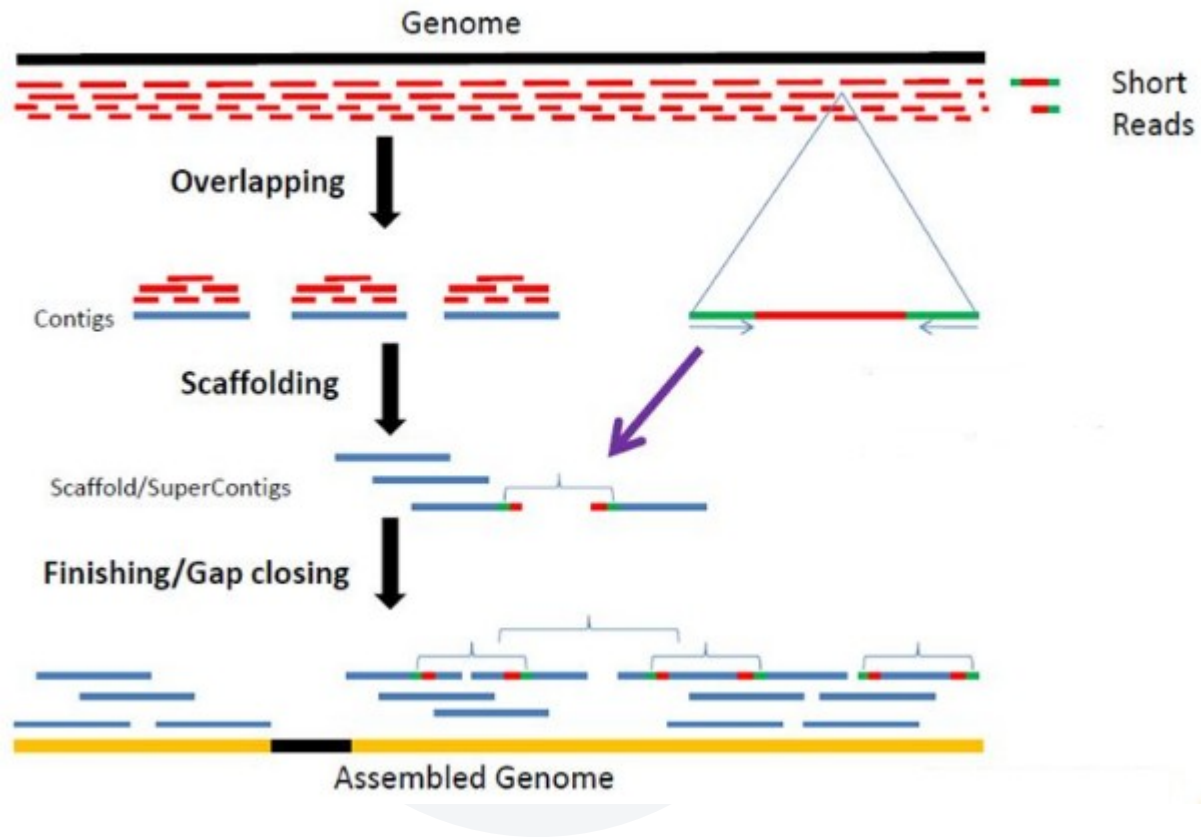 Genome
Short
Reads
Overlapping
Contigs
Scaffolding
Scaffold/SuperContigs
Finishing/Gap closing
Assembled Genome